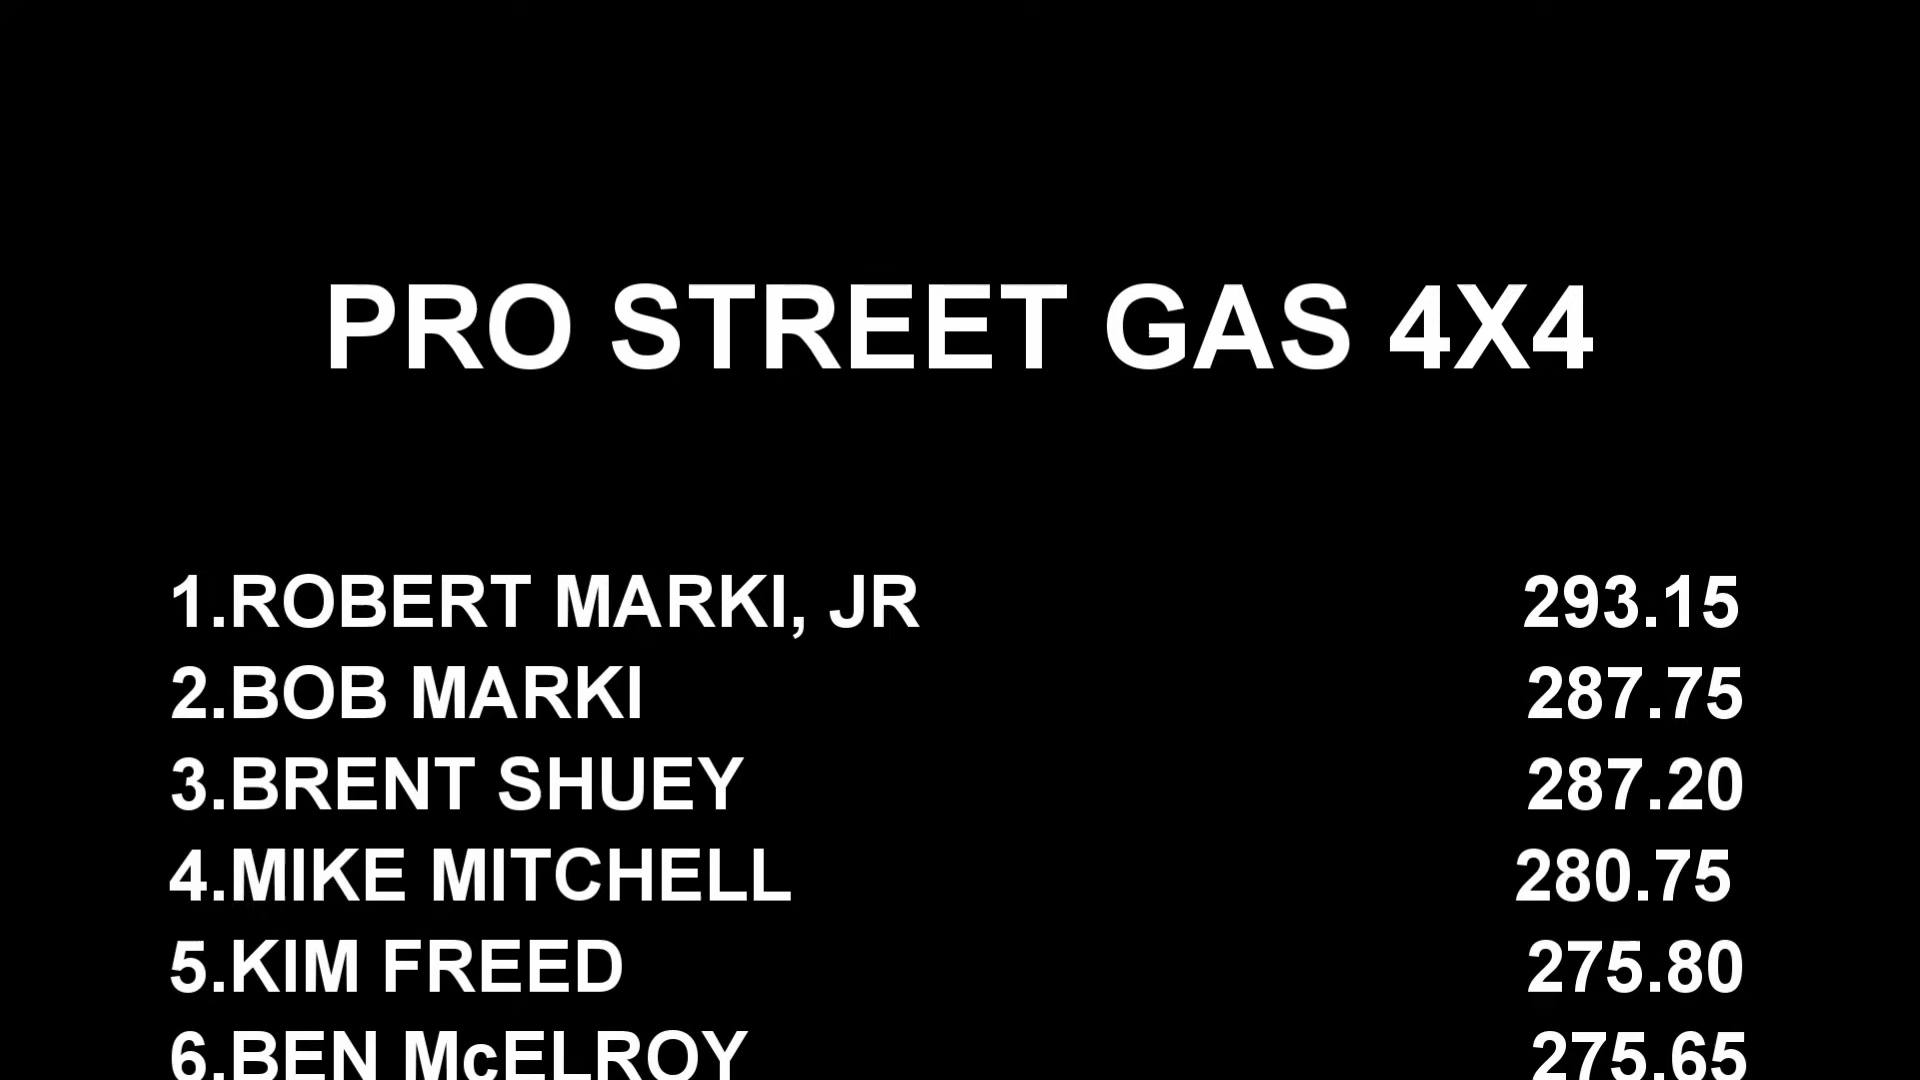 PRO STREET GAS 4X4
1.ROBERT MARKI, JR 293.15
2.BOB MARKI 287.75
3.BRENT SHUEY 287.20
4.MIKE MITCHELL 280.75
5.KIM FREED 275.80
6.BEN McELROY 275.65